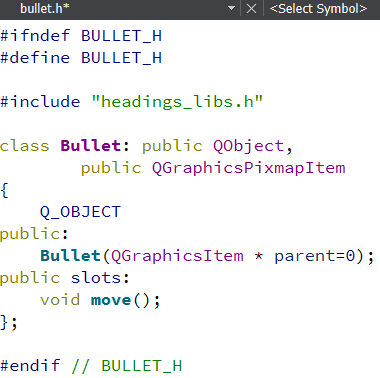 bullet.h* <Select Symbol>
#ifndef BULLET_H
#define BULLET_H
#include "headings_libs.h"
class Bullet: public QObject,
public QGraphicsPixmapItem
{
Q_OBJECT
public:
Bullet(QGraphicsItem * parent=0);
public slots:
void move();
};
#endif // BULLET_H